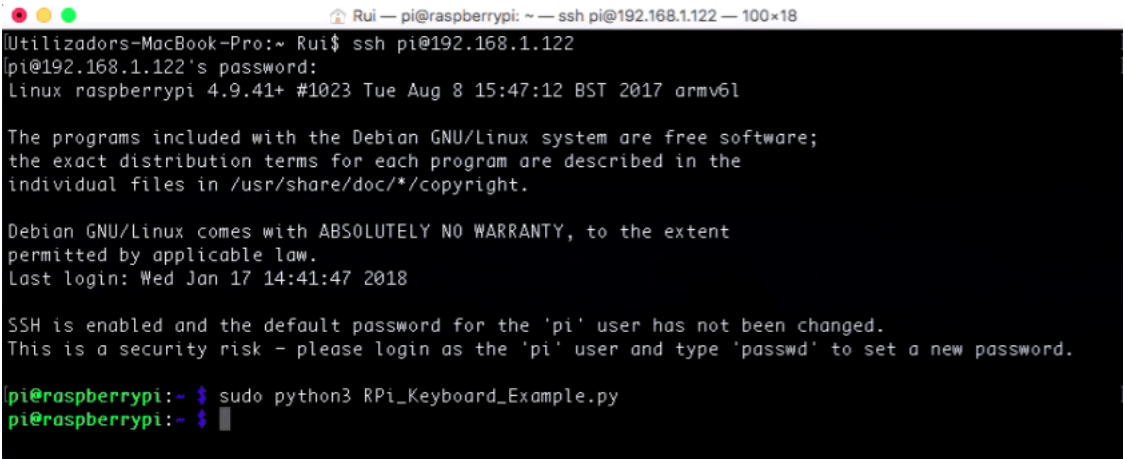 Rui — pi@raspberrypi: ~ — ssh pi@192.168.1.122 — 100×18
[Utilizadors-MacBook-Pro:~ Rui$ ssh pi@192.168.1.122 ]
[pi@192.168.1.122's password: ]
Linux raspberrypi 4.9.41+ #1023 Tue Aug 8 15:47:12 BST 2017 armv6l
The programs included with the Debian GNU/Linux system are free software;
the exact distribution terms for each program are described in the
individual files in /usr/share/doc/*/copyright.
Debian GNU/Linux comes with ABSOLUTELY NO WARRANTY, to the extent
permitted by applicable law.
Last login: Wed Jan 17 14:41:47 2018
SSH is enabled and the default password for the 'pi' user has not been changed.
This is a security risk - please login as the 'pi' user and type 'passwd' to set a new password.
[pi@raspberrypi:~ $ sudo python3 RPi_Keyboard_Example.py ]
pi@raspberrypi:~ $